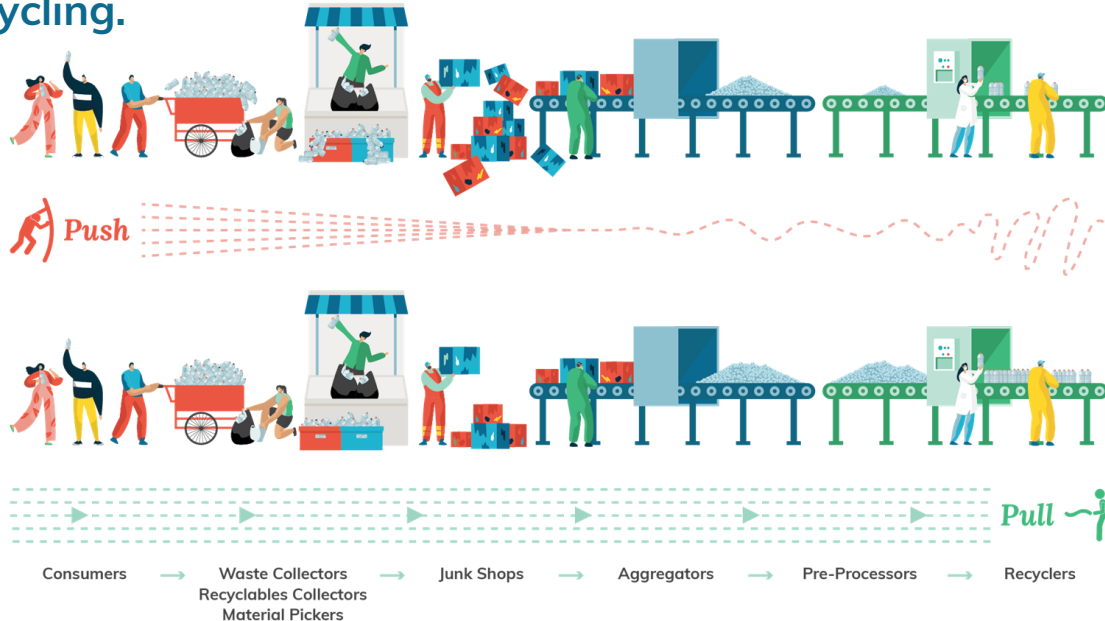 ycling.
Push
Pull
Consumers → Waste Collectors → Junk Shops → Aggregators → Pre-Processors → Recyclers
Recyclables Collectors
Material Pickers